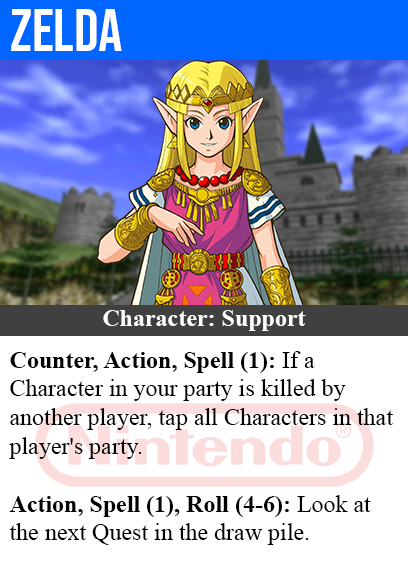 ZELDA
Character: Support
Counter, Action, Spell (1): If a
Character in your party is killed by
another player, tap all Characters in that
player's party.
Nintendo®
Action, Spell (1), Roll (4-6): Look at
the next Quest in the draw pile.